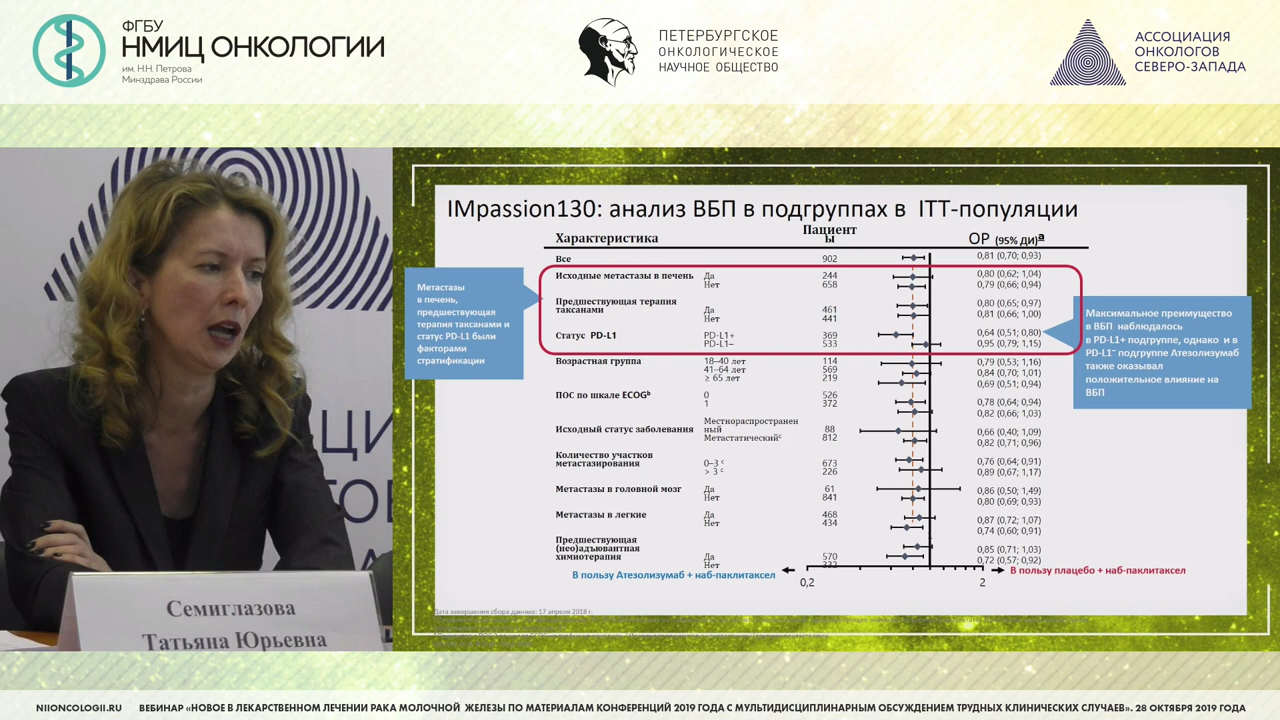 ФГБУ
НМИЦ ОНКОЛОГИИ
им. Н.Н. Петрова
Минздрава России
ПЕТЕРБУРГСКОЕ
ОНКОЛОГИЧЕСКОЕ
НАУЧНОЕ ОБЩЕСТВО
АССОЦИАЦИЯ
ОНКОЛОГОВ
СЕВЕРО-ЗАПАДА
IMpassion130: анализ ВБП в подгруппах в ITT-популяции
Характеристика Пациент
ы ОР (95% ДИ)a
Все 902 0,81 (0,70; 0,93)
Исходные метастазы в печень Да 244 0,80 (0,62; 1,04)
Нет 658 0,79 (0,66; 0,94)
Предшествующая терапия
таксанами Да 461 0,80 (0,65; 0,97)
Нет 441 0,81 (0,66; 1,00)
Статус PD-L1 PD-L1+ 369 0,64 (0,51; 0,80)
PD-L1– 533 0,95 (0,79; 1,15)
Возрастная группа 18–40 лет 114 0,79 (0,53; 1,16)
41–64 лет 569 0,84 (0,70; 1,01)
≥ 65 лет 219 0,69 (0,51; 0,94)
ПОС по шкале ECOGb 0 526 0,78 (0,64; 0,94)
1 372 0,82 (0,66; 1,03)
Местнораспространен
Исходный статус заболевания ный 88 0,66 (0,40; 1,09)
Метастатическийc 812 0,82 (0,71; 0,96)
Количество участков
метастазирования 0–3 c 673 0,76 (0,64; 0,91)
> 3 c 226 0,89 (0,67; 1,17)
Метастазы в головной мозг Да 61 0,86 (0,50; 1,49)
Нет 841 0,80 (0,69; 0,93)
Метастазы в легкие Да 468 0,87 (0,72; 1,07)
Нет 434 0,74 (0,60; 0,91)
Предшествующая
(нео)адъювантная
химиотерапия Да 570 0,85 (0,71; 1,03)
Нет 332 0,72 (0,57; 0,92)
В пользу Атезолизумаб + наб-паклитаксел
В пользу плацебо + наб-паклитаксел
0,2 2
Дата завершения сбора данных: 17 апреля 2018 г.
Метастазы
в печень,
предшествующая
терапия таксанами и
статус PD-L1 были
факторами
стратификации
Максимальное преимущество
в ВБП наблюдалось
в PD-L1+ подгруппе, однако и в
PD-L1– подгруппе Атезолизумаб
также оказывал
положительное влияние на
ВБП
Семиглазова
Татьяна Юрьевна
NIIONCOLOGII.RU ВЕБИНАР «НОВОЕ В ЛЕКАРСТВЕННОМ ЛЕЧЕНИИ РАКА МОЛОЧНОЙ ЖЕЛЕЗЫ ПО МАТЕРИАЛАМ КОНФЕРЕНЦИЙ 2019 ГОДА С МУЛЬТИДИСЦИПЛИНАРНЫМ ОБСУЖДЕНИЕМ ТРУДНЫХ КЛИНИЧЕСКИХ СЛУЧАЕВ». 28 ОКТЯБРЯ 2019 ГОДА